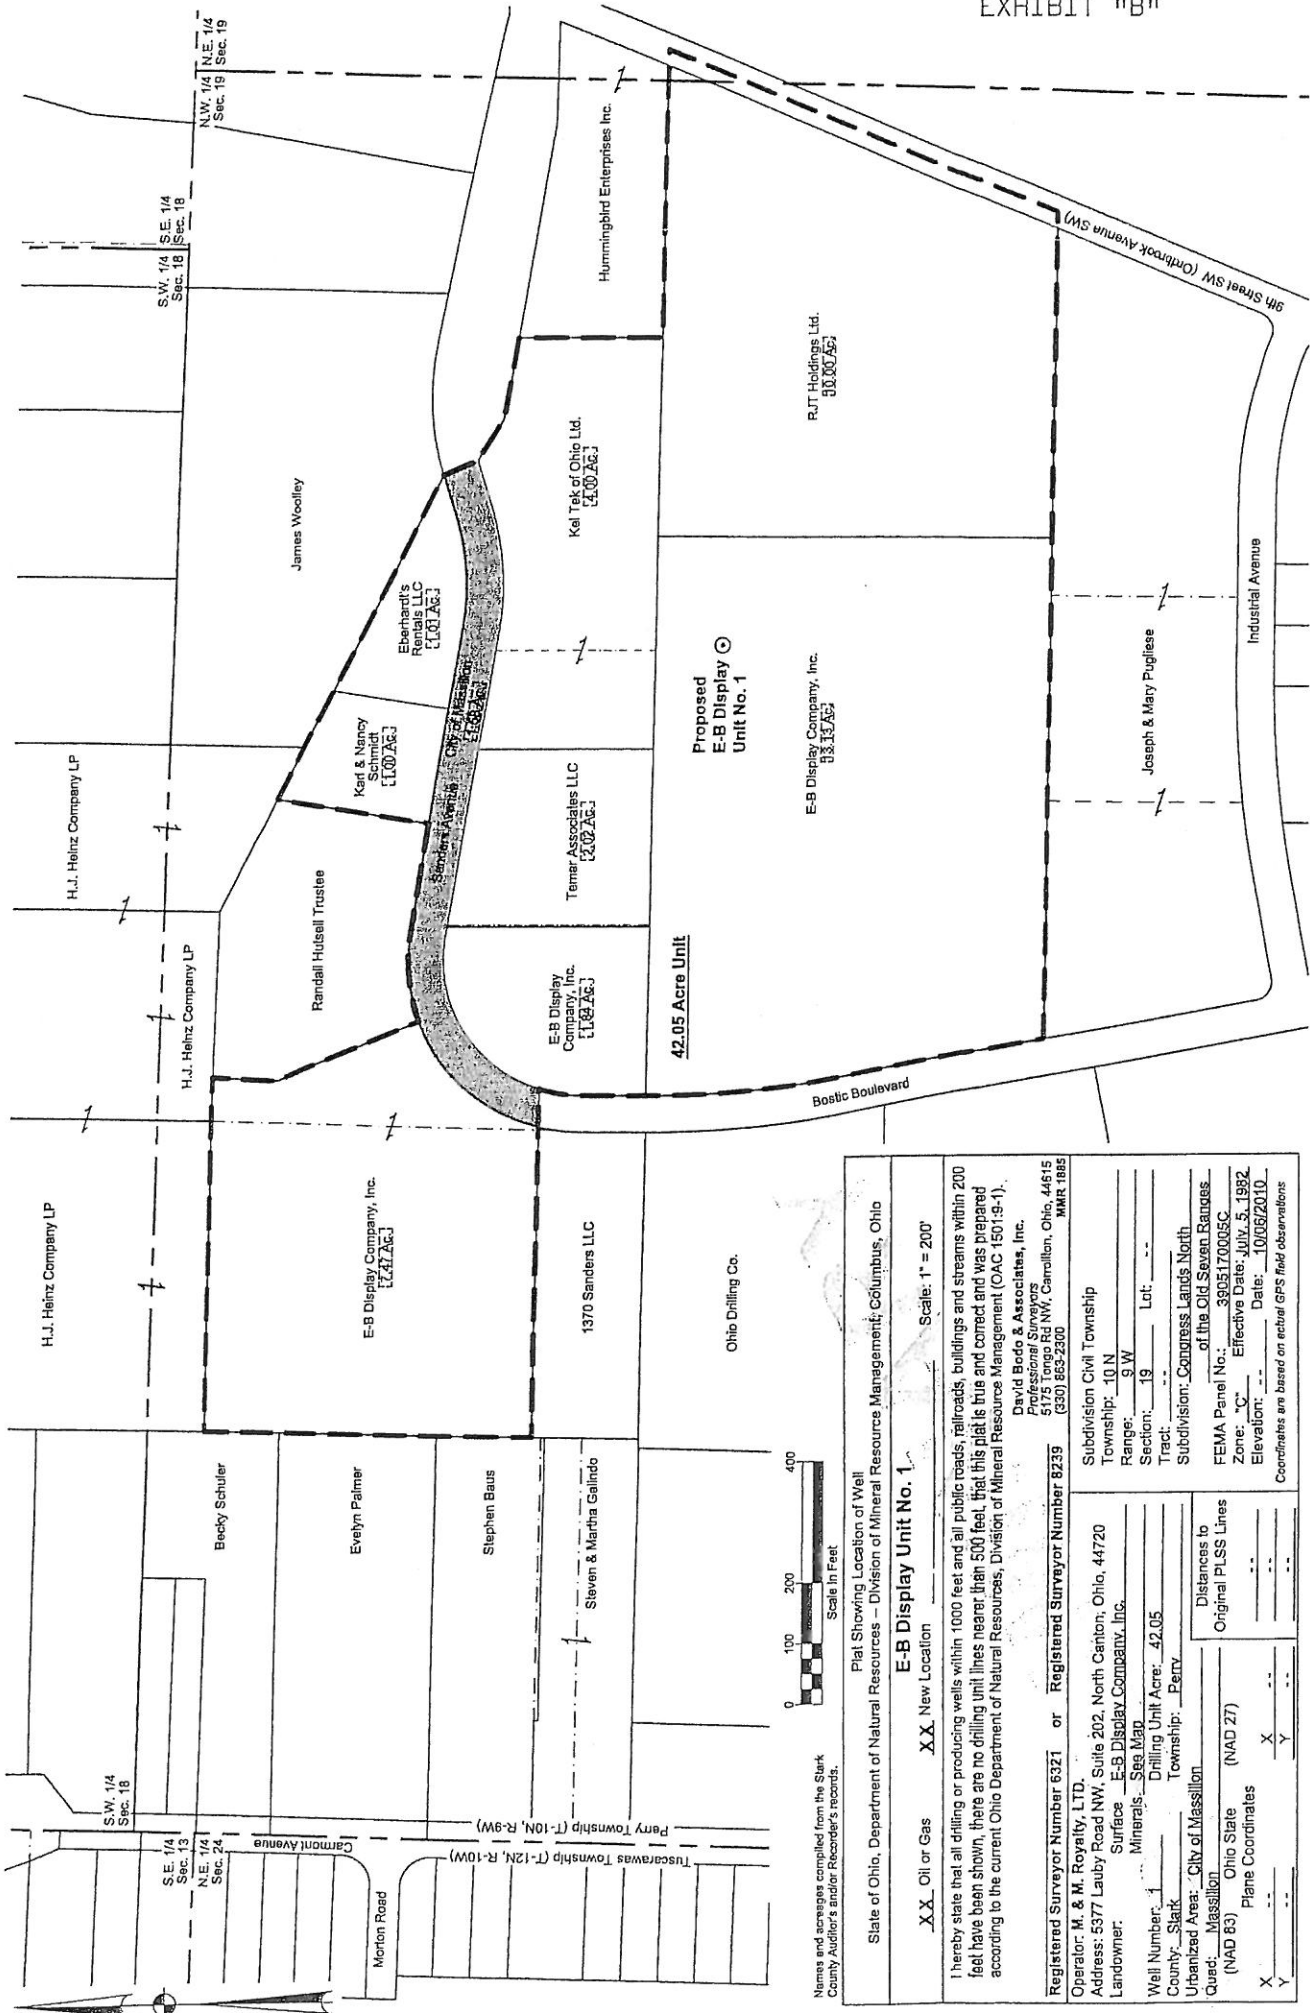 EXHIBIT "B"
N.W. 1/4 N.E. 1/4
Sec. 19 Sec. 19
S.W. 1/4 S.E. 1/4
Sec. 18 Sec. 18
H.J. Heinz Company LP
H.J. Heinz Company LP
H.J. Heinz Company LP
James Woolley
Hummingbird Enterprises Inc.
Randall Hutsell Trustee
Karl & Nancy
Schmidt
[1.00 Ac.]
Eberhardt's
Rentals LLC
[1.01 Ac.]
Sanders Avenue
City of Massillon
Kel Tek of Ohio Ltd.
[4.00 Ac.]
Temar Associates LLC
[2.02 Ac.]
E-B Display
Company, Inc.
[1.84 Ac.]
E-B Display Company, Inc.
[7.47 Ac.]
RJT Holdings Ltd.
Proposed
E-B Display
Unit No. 1
E-B Display Company, Inc.
42.05 Acre Unit
9th Street SW (Ordbrook Avenue SW)
Joseph & Mary Pugliese
Industrial Avenue
Bostic Boulevard
1370 Sanders LLC
Ohio Drilling Co.
Becky Schuler
Evelyn Palmer
Stephen Baus
Steven & Martha Galindo
S.W. 1/4
Sec. 18
S.E. 1/4
Sec. 13
N.E. 1/4
Sec. 24
Carmont Avenue
Morton Road
Perry Township (T-10N, R-9W)
Tuscarawas Township (T-12N, R-10W)
0 100 200 400
Scale In Feet
Names and acreages compiled from the Stark
County Auditor's and/or Recorder's records.
Plat Showing Location of Well
State of Ohio, Department of Natural Resources – Division of Mineral Resource Management, Columbus, Ohio
E-B Display Unit No. 1
XX Oil or Gas XX New Location Scale: 1" = 200'
I hereby state that all drilling or producing wells within 1000 feet and all public roads, railroads, buildings and streams within 200
feet have been shown, there are no drilling unit lines nearer than 500 feet, that this plat is true and correct and was prepared
according to the current Ohio Department of Natural Resources, Division of Mineral Resource Management (OAC 1501:9-1).
David Bodo & Associates, Inc.
Professional Surveyors
5175 Tongo Rd NW, Carrollton, Ohio, 44615
(330) 863-2300 MMR 1885
Registered Surveyor Number 6321 or Registered Surveyor Number 8239
Operator: M. & M. Royalty, LTD.
Address: 5377 Lauby Road NW, Suite 202, North Canton, Ohio, 44720
Landowner: Surface E-B Display Company, Inc.
Minerals See Map
Well Number: 1 Drilling Unit Acre: 42.05
County: Stark Township: Perry
Urbanized Area: City of Massillon
Quad: Massillon
(NAD 83) Ohio State (NAD 27)
Plane Coordinates
X -- X --
Y -- Y --
Distances to
Original PLSS Lines
--
--
--
Subdivision Civil Township
Township: 10 N
Range: 9 W
Section: 19 Lot: --
Tract: --
Subdivision: Congress Lands North
of the Old Seven Ranges
FEMA Panel No.: 3905170005C
Zone: "C" Effective Date: July, 5, 1982
Elevation: -- Date: 10/06/2010
Coordinates are based on actual GPS field observations